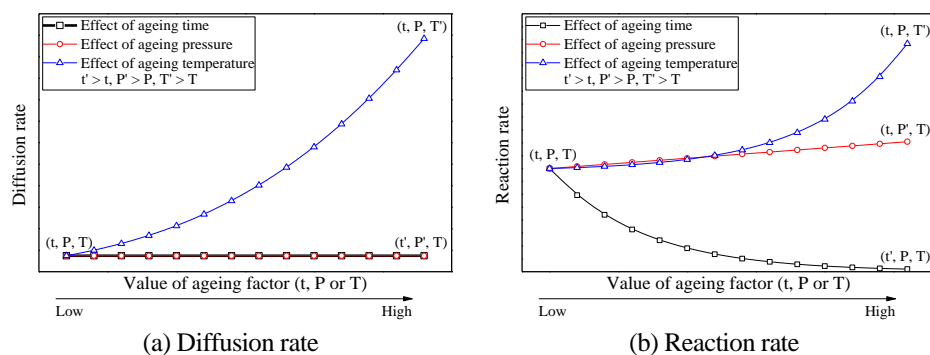 Effect of ageing time
Effect of ageing pressure
Effect of ageing temperature
t' > t, P' > P, T' > T
(t, P, T')
(t, P, T)
(t', P', T)
Diffusion rate
Value of ageing factor (t, P or T)
Low
High
(a) Diffusion rate
Effect of ageing time
Effect of ageing pressure
Effect of ageing temperature
t' > t, P' > P, T' > T
(t, P, T')
(t, P', T)
(t, P, T)
(t', P, T)
Reaction rate
Value of ageing factor (t, P or T)
Low
High
(b) Reaction rate